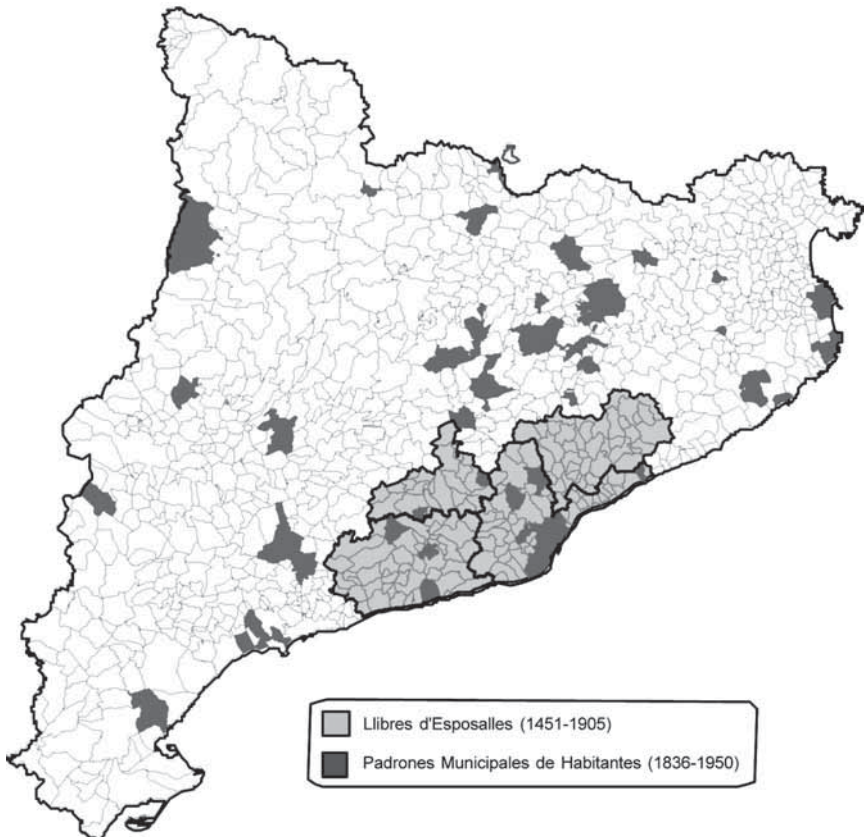 Llibres d'Esposalles (1451-1905)
Padrones Municipales de Habitantes (1836-1950)